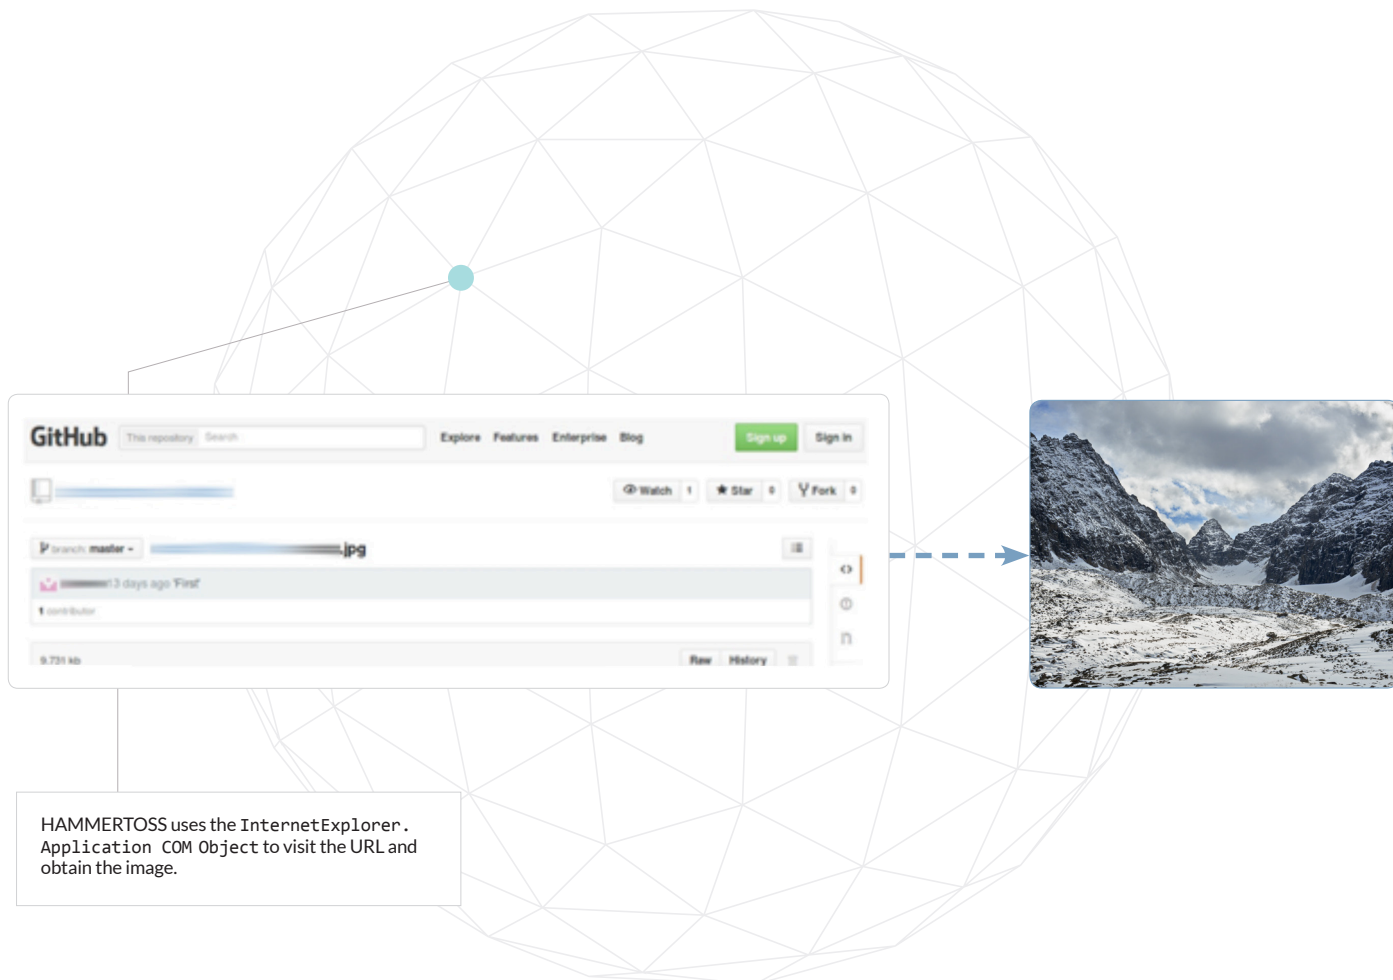 GitHub This repository Search Explore Features Enterprise Blog Sign up Sign in
Watch 1 Star 0 Fork 0
branch: master .jpg
13 days ago 'First'
1 contributor
9.731 kb Raw History
HAMMERTOSS uses the InternetExplorer.
Application COM Object to visit the URL and
obtain the image.